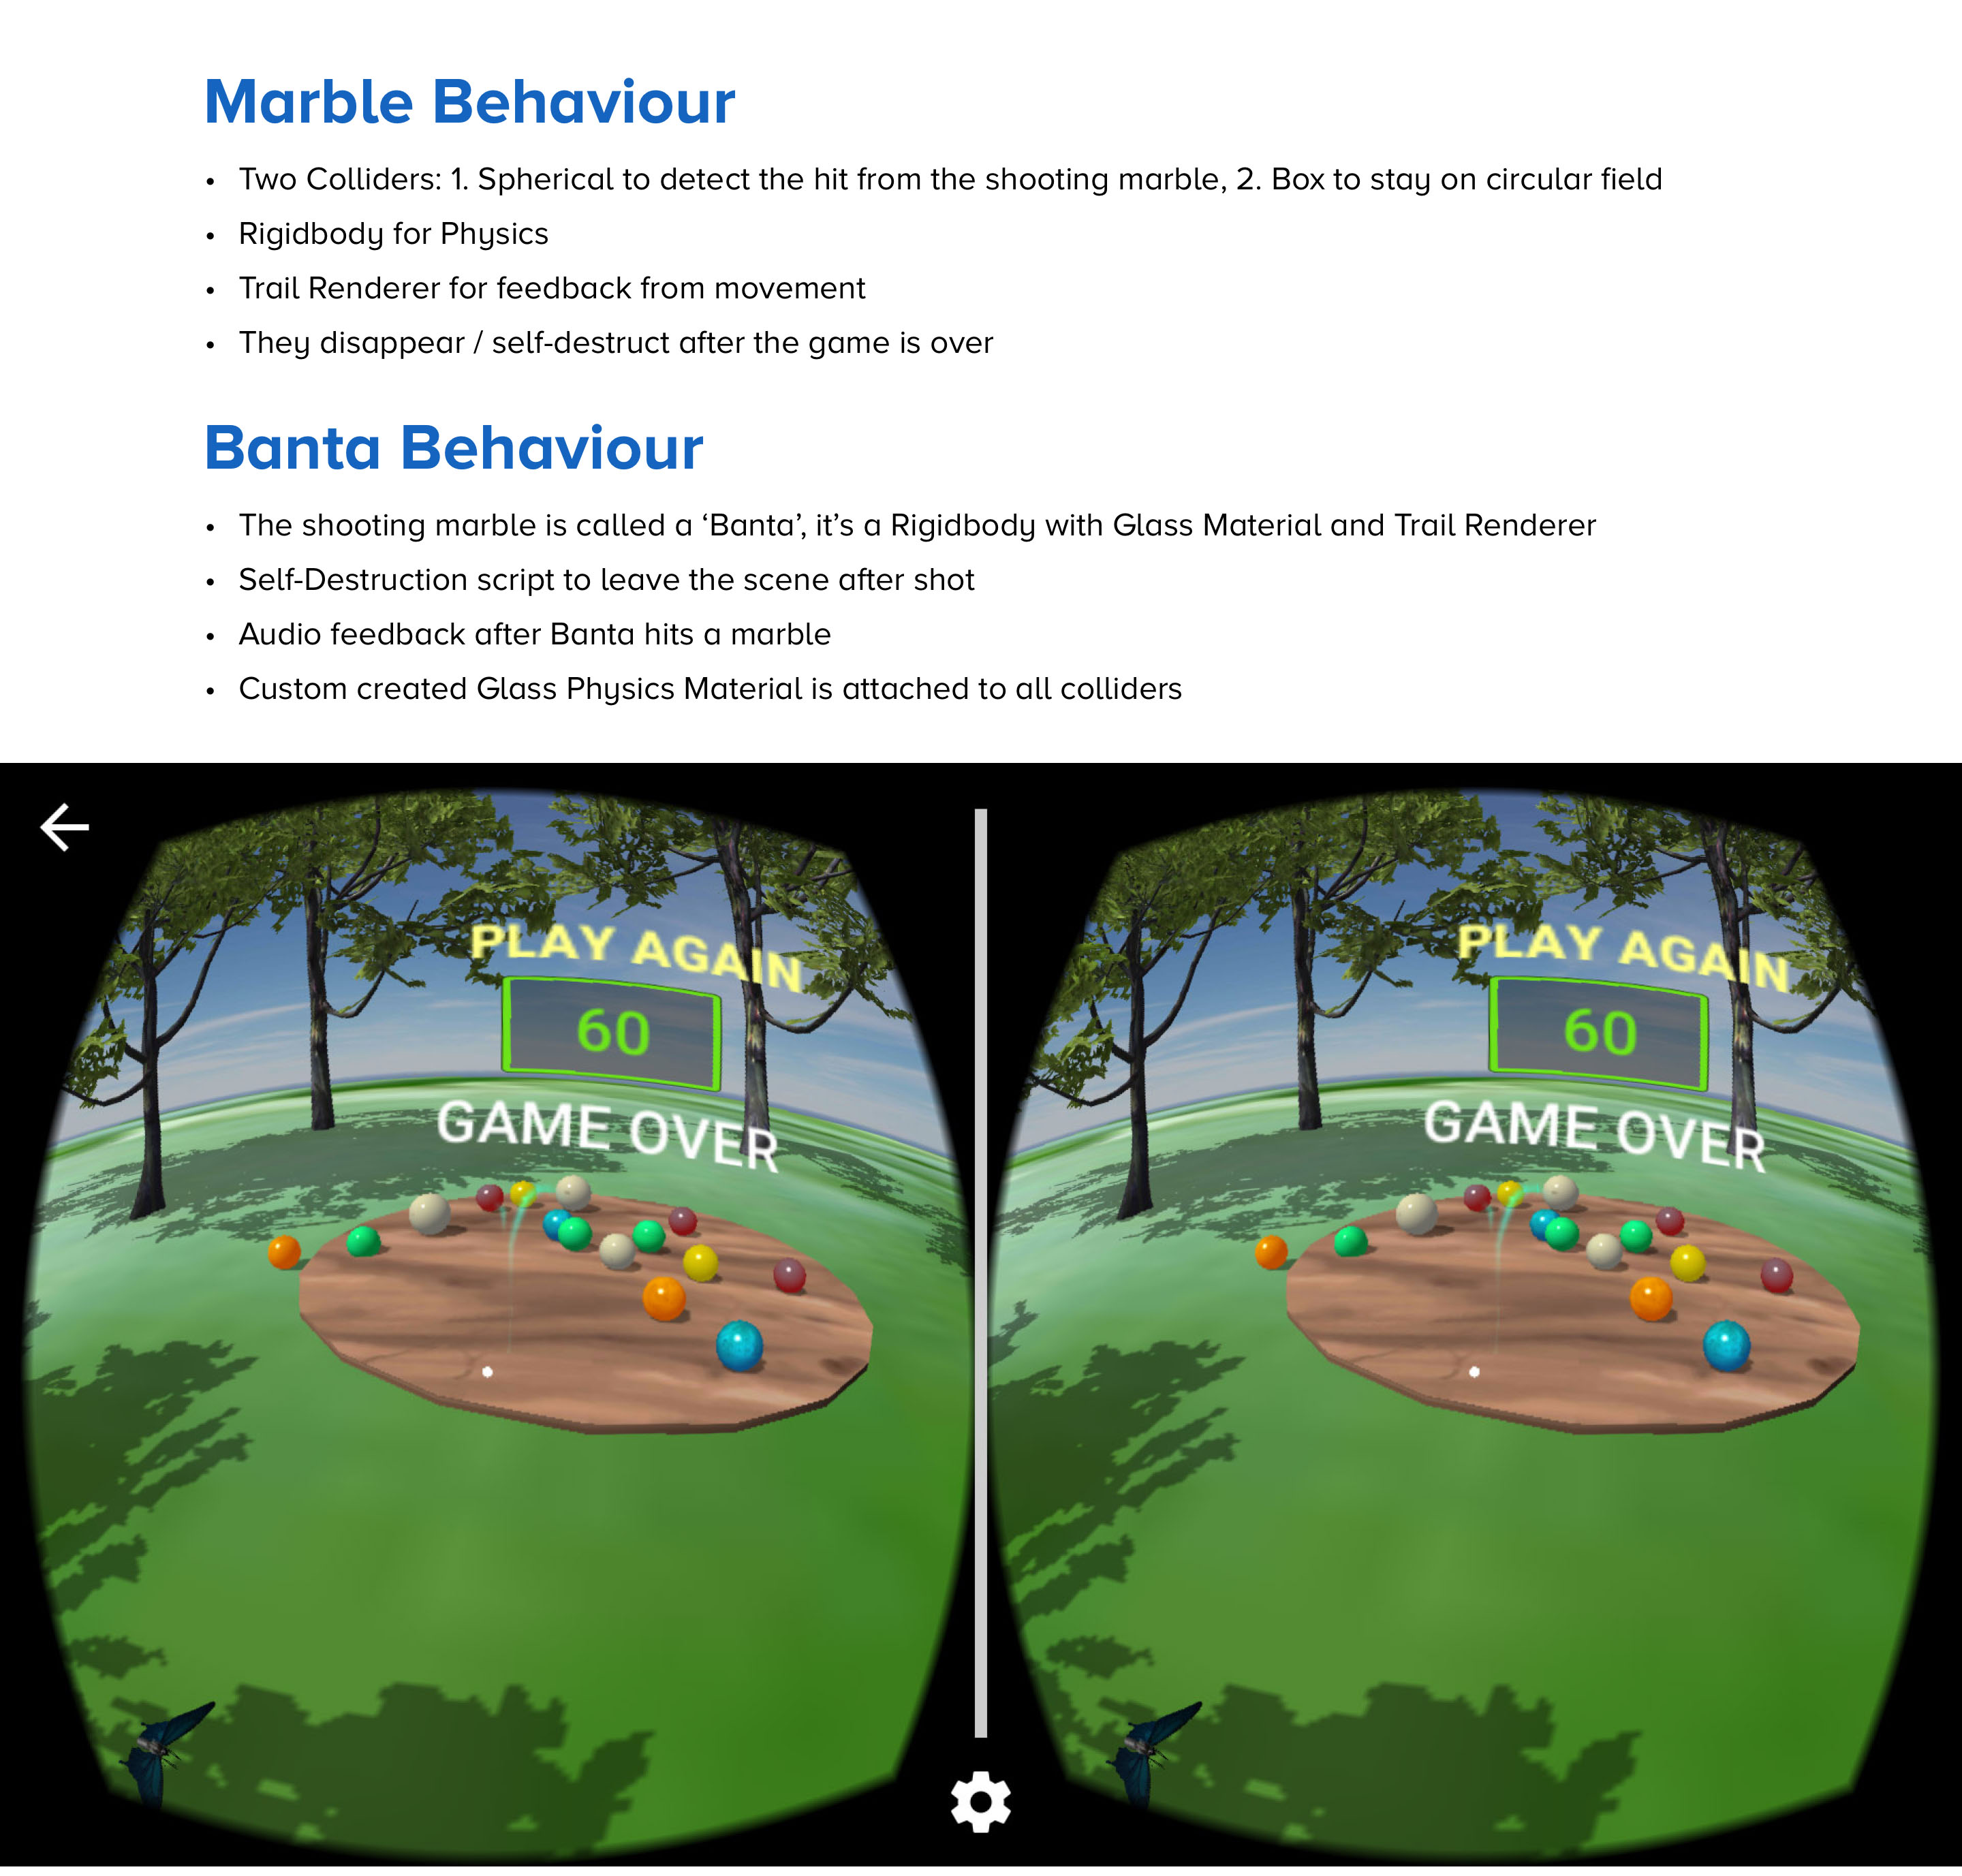 Marble Behaviour
• Two Colliders: 1. Spherical to detect the hit from the shooting marble, 2. Box to stay on circular field
• Rigidbody for Physics
• Trail Renderer for feedback from movement
• They disappear / self-destruct after the game is over
Banta Behaviour
• The shooting marble is called a ‘Banta’, it’s a Rigidbody with Glass Material and Trail Renderer
• Self-Destruction script to leave the scene after shot
• Audio feedback after Banta hits a marble
• Custom created Glass Physics Material is attached to all colliders
PLAY AGAIN
60
GAME OVER
PLAY AGAIN
60
GAME OVER